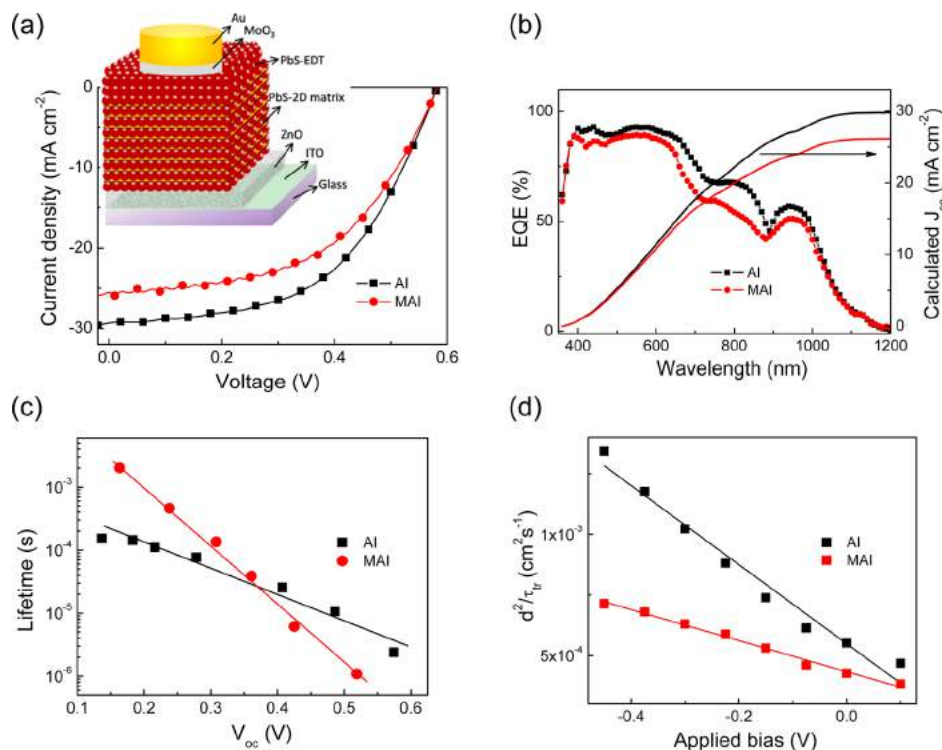 (a)
Au
MoO3
PbS-EDT
PbS-2D matrix
ZnO
ITO
Glass
Current density (mA cm-2)
0
-10
-20
-30
AI
MAI
0.0
0.2
0.4
0.6
Voltage (V)
(b)
EQE (%)
100
50
0
30
20
10
0
Calculated Jsc (mA cm-2)
AI
MAI
400
600
800
1000
1200
Wavelength (nm)
(c)
Lifetime (s)
10-3
10-4
10-5
10-6
AI
MAI
0.1
0.2
0.3
0.4
0.5
0.6
Voc (V)
(d)
d2/τtr (cm2s-1)
1x10-3
5x10-4
AI
MAI
-0.4
-0.2
0.0
Applied bias (V)